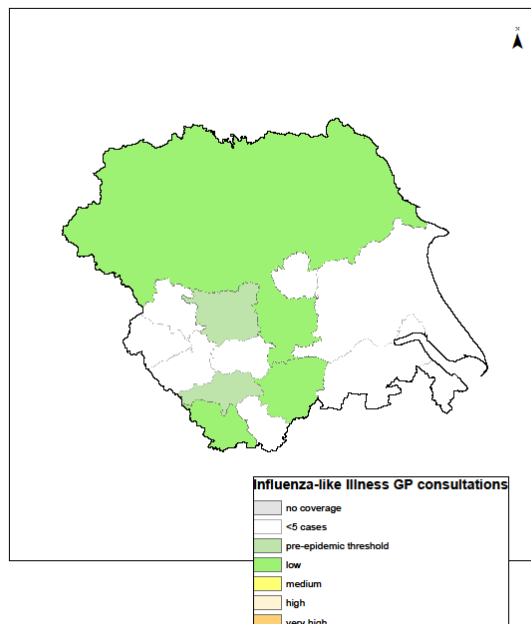 Influenza-like Illness GP consultations
no coverage
<5 cases
pre-epidemic threshold
low
medium
high
very high